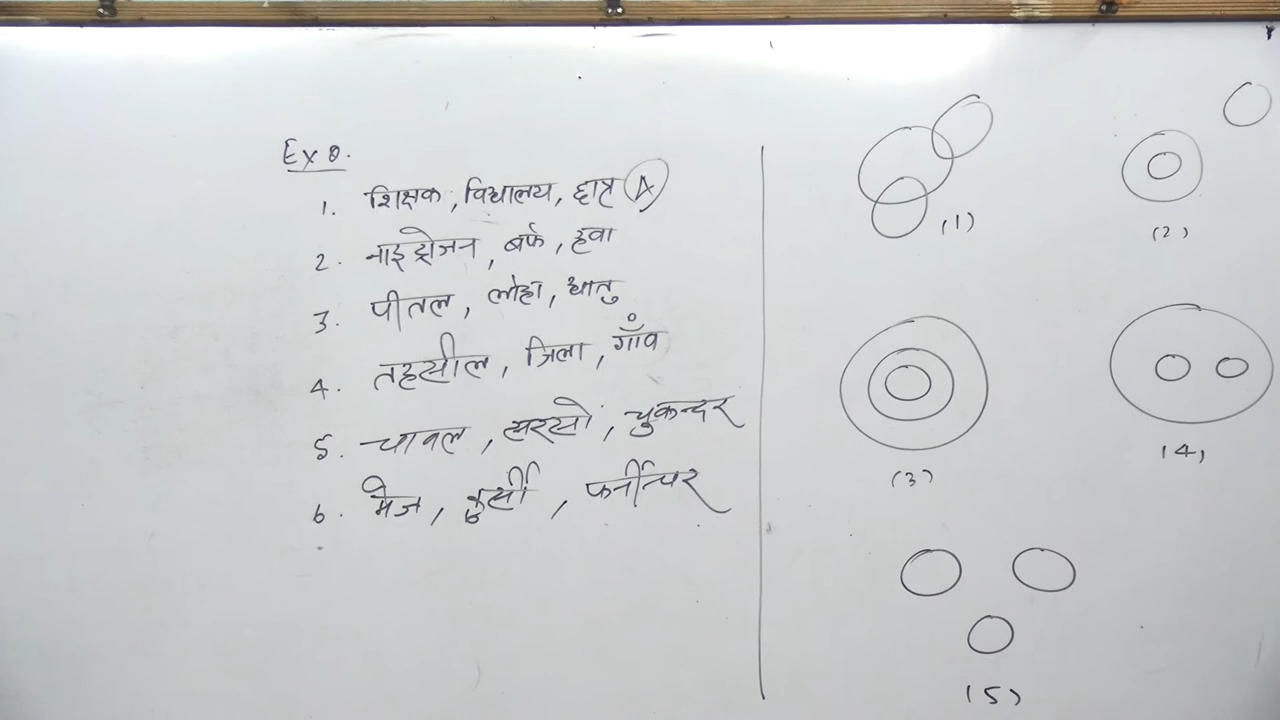 Ex 0.
1. शिक्षक, विद्यालय, छात्र (A)
2. नाइट्रोजन, बर्फ, हवा
3. पीतल, लोहा, धातु
4. तहसील, जिला, गाँव
5. चावल, सरसो, चुकन्दर
6. मेज, कुर्सी, फर्नीचर
(1)
(2)
(3)
(4)
(5)